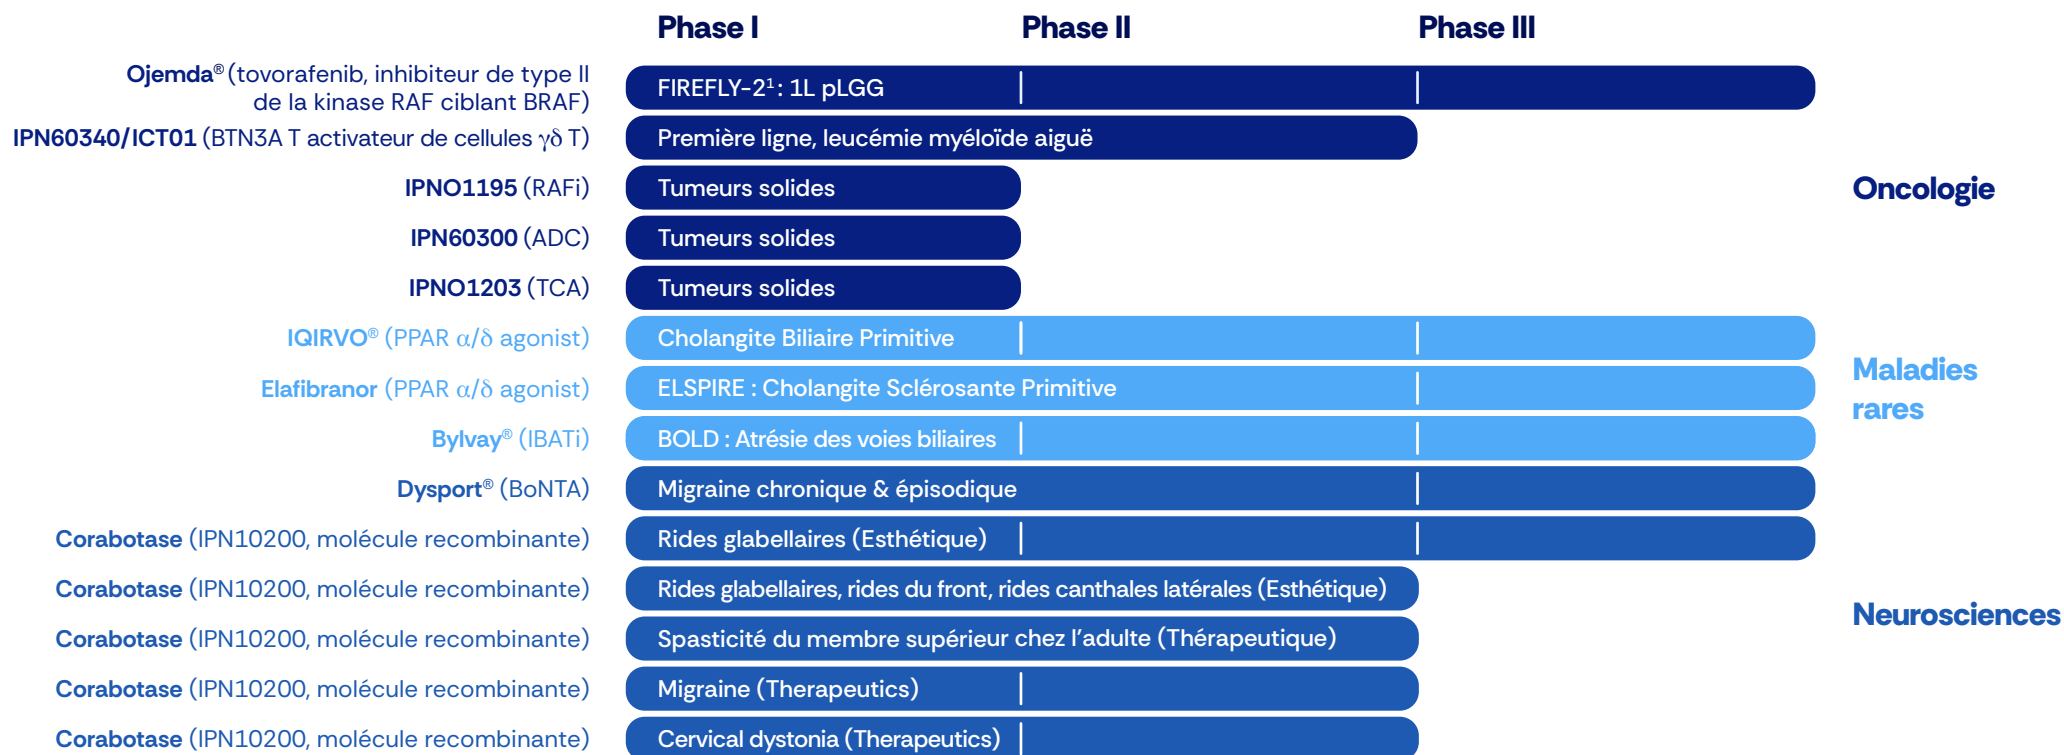 Phase I Phase II Phase III
Ojemda® (tovorafenib, inhibiteur de type II
de la kinase RAF ciblant BRAF)
FIREFLY-2¹: 1L pLGG
IPN60340/ICT01 (BTN3A T activateur de cellules γδ T)
Première ligne, leucémie myéloïde aiguë
IPNO1195 (RAFi)
Tumeurs solides
Oncologie
IPN60300 (ADC)
Tumeurs solides
IPNO1203 (TCA)
Tumeurs solides
IQIRVO® (PPAR α/δ agonist)
Cholangite Biliaire Primitive
Elafibranor (PPAR α/δ agonist)
ELSPIRE : Cholangite Sclérosante Primitive
Maladies
rares
Bylvay® (IBATi)
BOLD : Atrésie des voies biliaires
Dysport® (BoNTA)
Migraine chronique & épisodique
Corabotase (IPN10200, molécule recombinante)
Rides glabellaires (Esthétique)
Corabotase (IPN10200, molécule recombinante)
Rides glabellaires, rides du front, rides canthales latérales (Esthétique)
Neurosciences
Corabotase (IPN10200, molécule recombinante)
Spasticité du membre supérieur chez l'adulte (Thérapeutique)
Corabotase (IPN10200, molécule recombinante)
Migraine (Therapeutics)
Corabotase (IPN10200, molécule recombinante)
Cervical dystonia (Therapeutics)